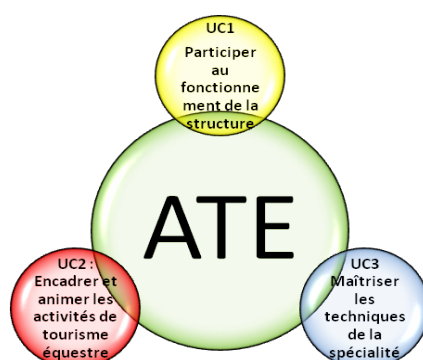 UC1
Participer
au
fonctionne
ment de la
structure
ATE
UC2 :
Encadrer et
animer les
activités de
tourisme
équestre
UC3
Maîtriser
les
techniques
de la
spécialité